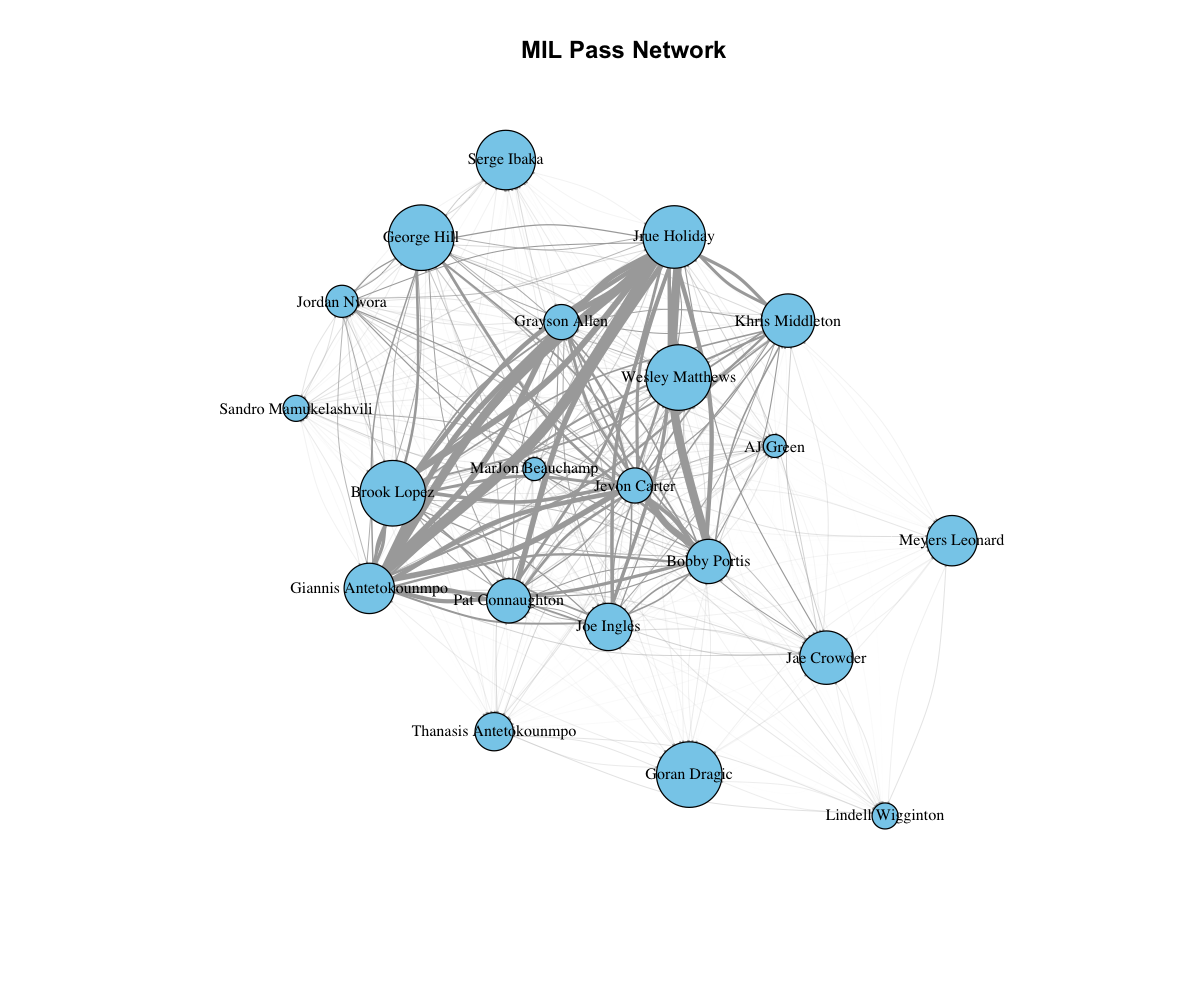 MIL Pass Network
Serge Ibaka
George Hill
Jrue Holiday
Jordan Nwora
Grayson Allen
Khris Middleton
Wesley Matthews
Sandro Mamukelashvili
AJ Green
MarJon Beauchamp
Jevon Carter
Brook Lopez
Meyers Leonard
Bobby Portis
Giannis Antetokounmpo
Pat Connaughton
Joe Ingles
Jae Crowder
Thanasis Antetokounmpo
Goran Dragic
Lindell Wigginton